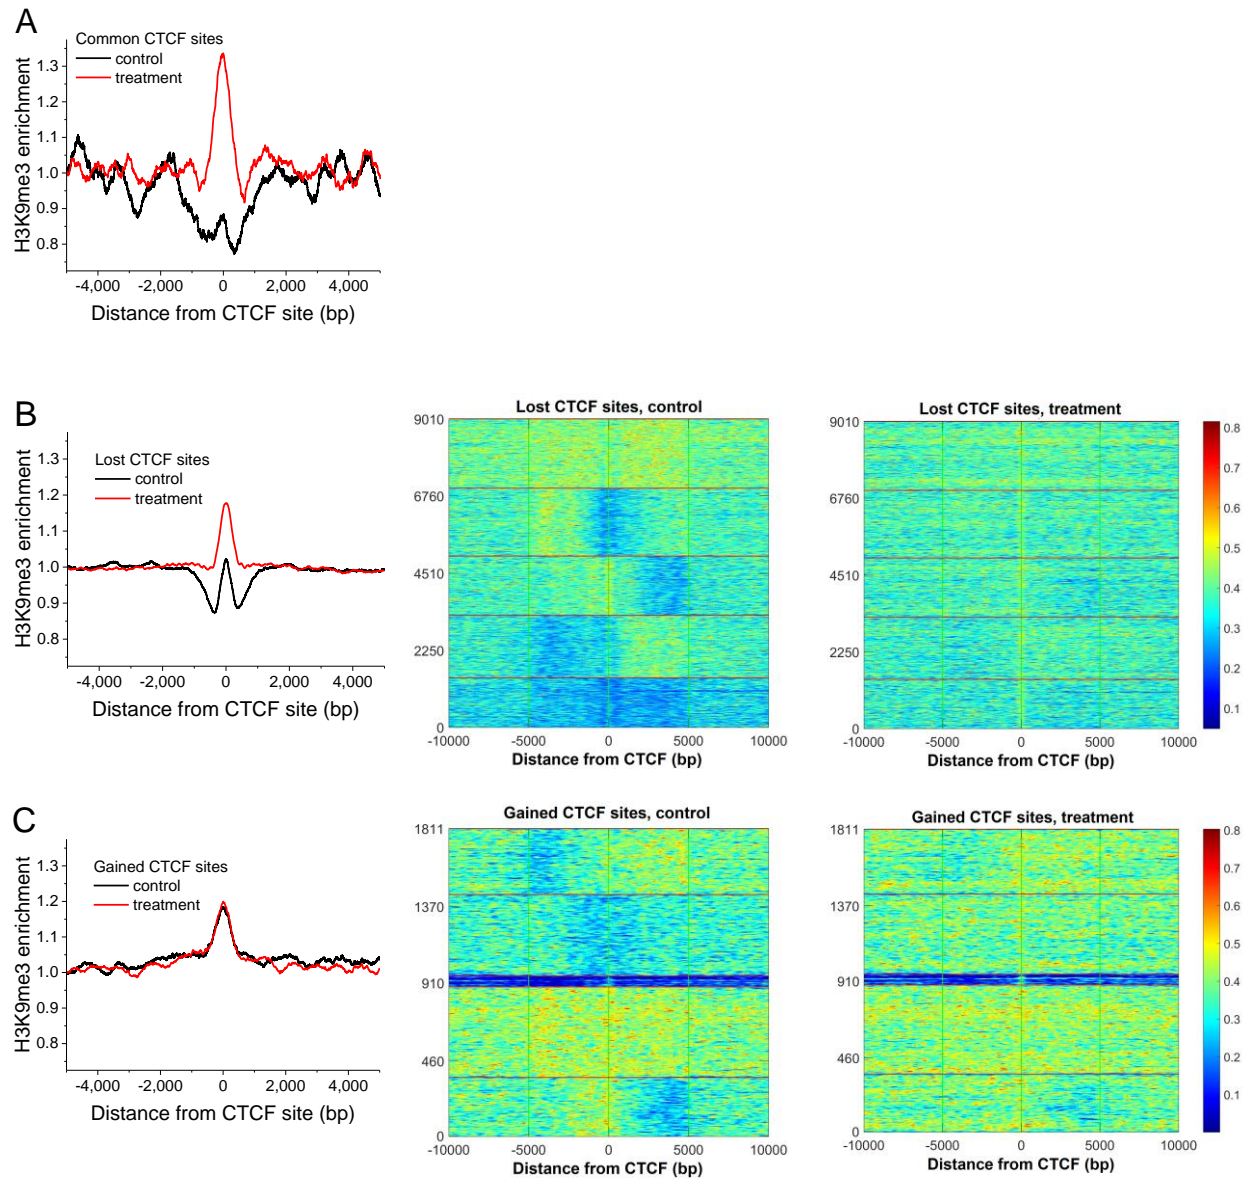 A
Common CTCF sites
control
treatment
H3K9me3 enrichment
1.3
1.2
1.1
1.0
0.9
0.8
-4,000 -2,000 0 2,000 4,000
Distance from CTCF site (bp)
B
Lost CTCF sites
control
treatment
H3K9me3 enrichment
1.3
1.2
1.1
1.0
0.9
0.8
-4,000 -2,000 0 2,000 4,000
Distance from CTCF site (bp)
Lost CTCF sites, control
9010
6760
4510
2250
0
-10000 -5000 0 5000 10000
Distance from CTCF (bp)
Lost CTCF sites, treatment
9010
6760
4510
2250
0
-10000 -5000 0 5000 10000
Distance from CTCF (bp)
0.8
0.7
0.6
0.5
0.4
0.3
0.2
0.1
C
Gained CTCF sites
control
treatment
H3K9me3 enrichment
1.3
1.2
1.1
1.0
0.9
0.8
-4,000 -2,000 0 2,000 4,000
Distance from CTCF site (bp)
Gained CTCF sites, control
1811
1370
910
460
0
-10000 -5000 0 5000 10000
Distance from CTCF (bp)
Gained CTCF sites, treatment
1811
1370
910
460
0
-10000 -5000 0 5000 10000
Distance from CTCF (bp)
0.8
0.7
0.6
0.5
0.4
0.3
0.2
0.1